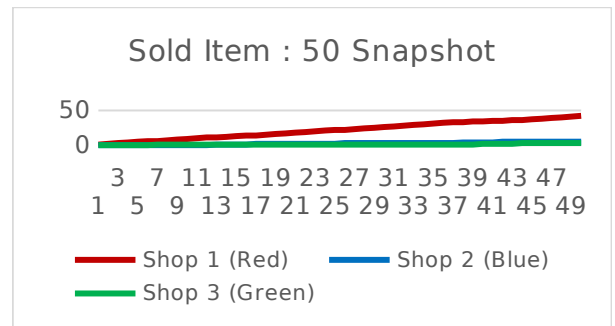 Sold Item : 50 Snapshot
50
0
3 7 11 15 19 23 27 31 35 39 43 47
1 5 9 13 17 21 25 29 33 37 41 45 49
Shop 1 (Red) Shop 2 (Blue)
Shop 3 (Green)